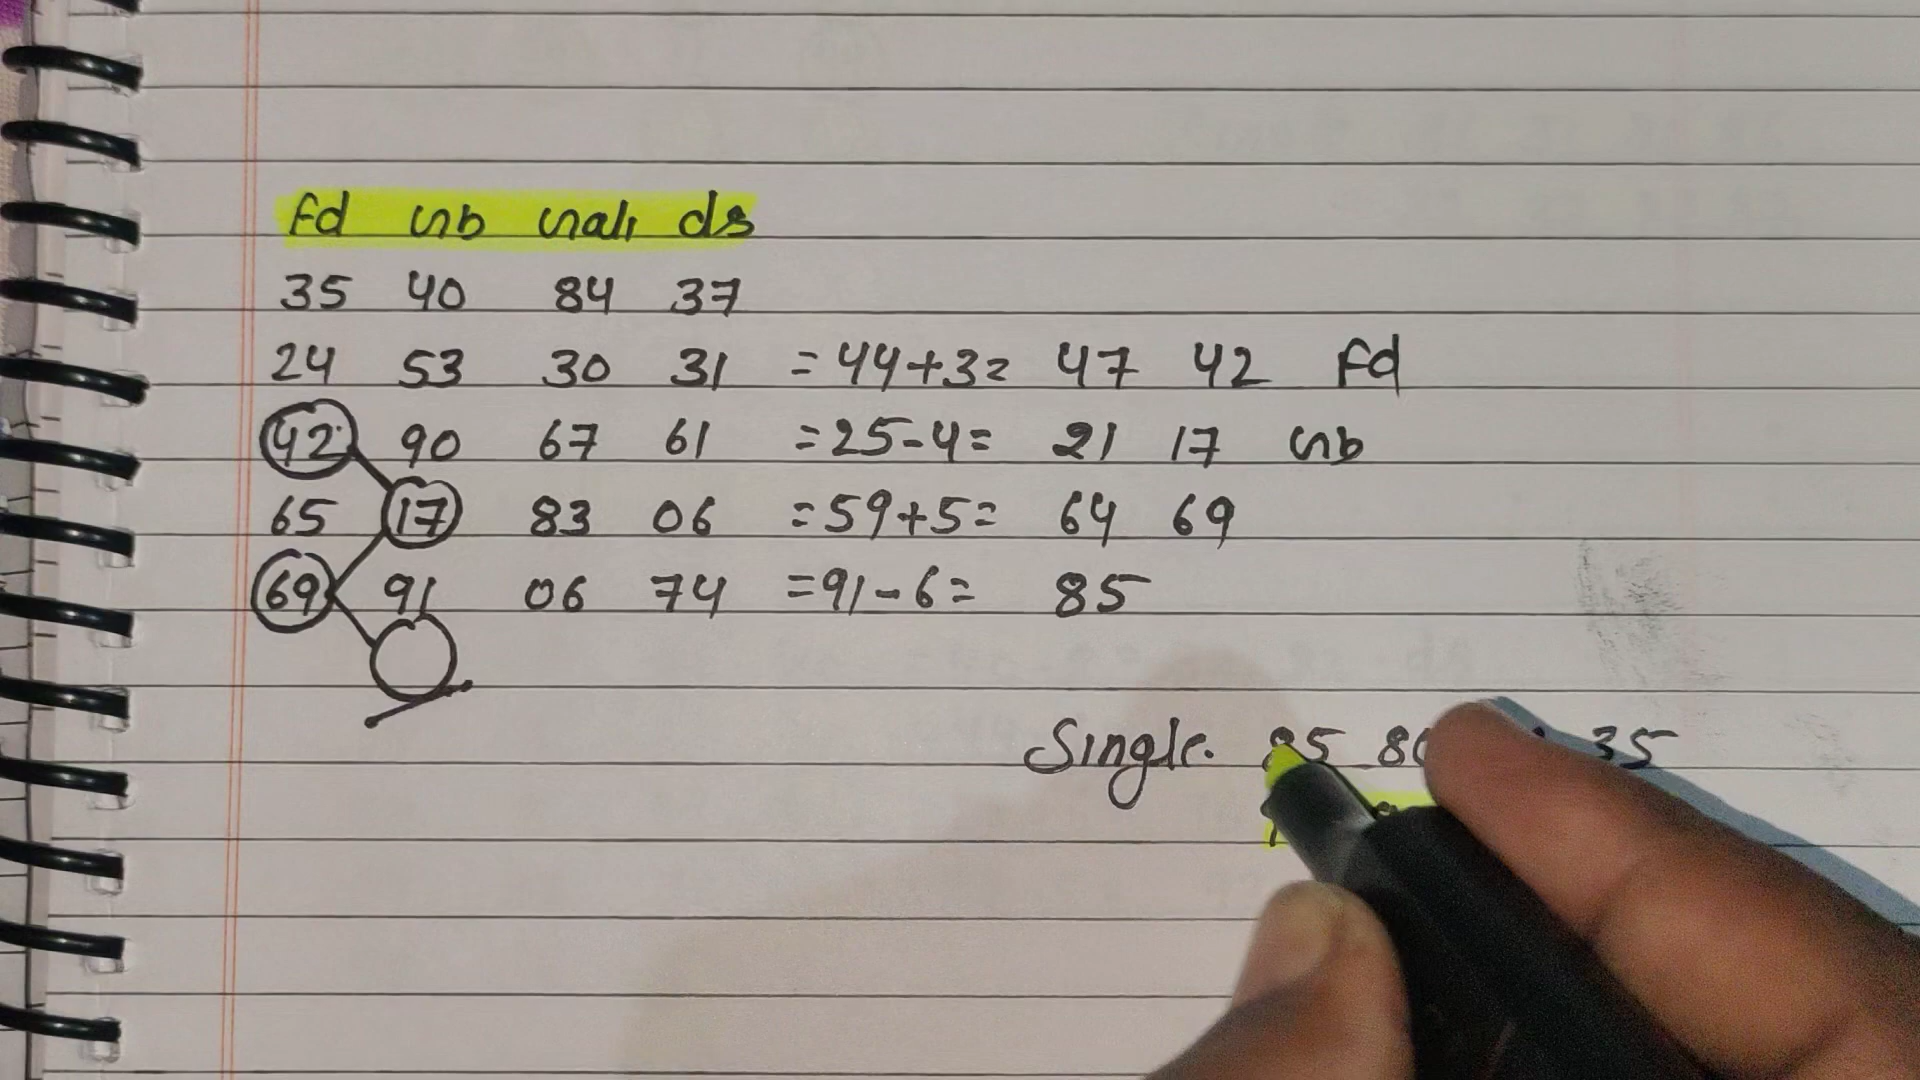 Fd GB Gali ds
35 40 84 37
24 53 30 31 = 44+3= 47 42 Fd
42 90 67 61 =25-4= 21 17 GB
65 17 83 06 =59+5= 64 69
69 91 06 74 =91-6= 85
Single. 85 35